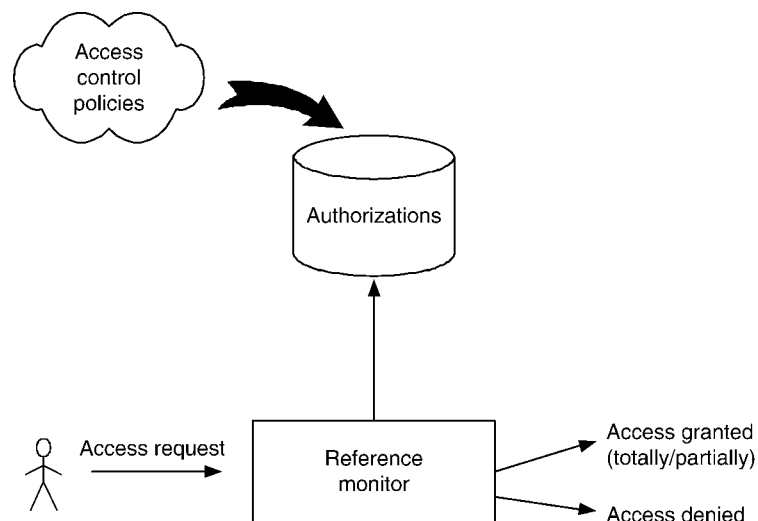 Access
control
policies
Authorizations
Access request
Reference
monitor
Access granted
(totally/partially)
Access denied